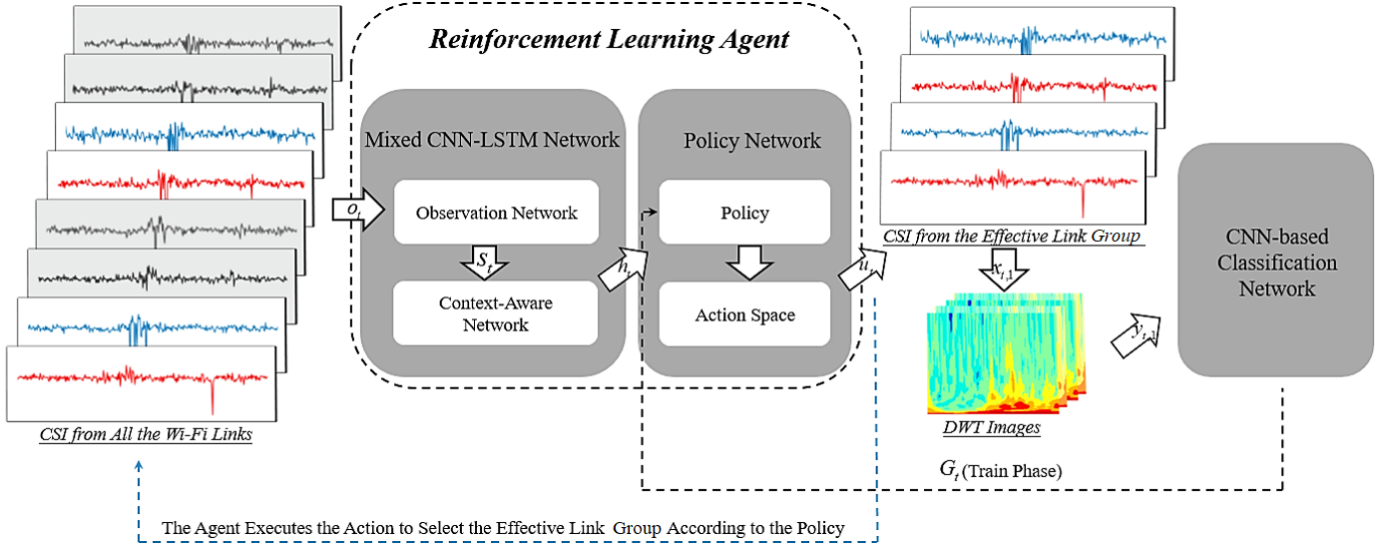 Reinforcement Learning Agent
Mixed CNN-LSTM Network
Policy Network
o_t
Observation Network
Policy
S_t
h_t
u_t
Context-Aware
Network
Action Space
CSI from the Effective Link Group
x_{t,1}
CNN-based
Classification
Network
y_{t,1}
CSI from All the Wi-Fi Links
DWT Images
G_t (Train Phase)
The Agent Executes the Action to Select the Effective Link Group According to the Policy